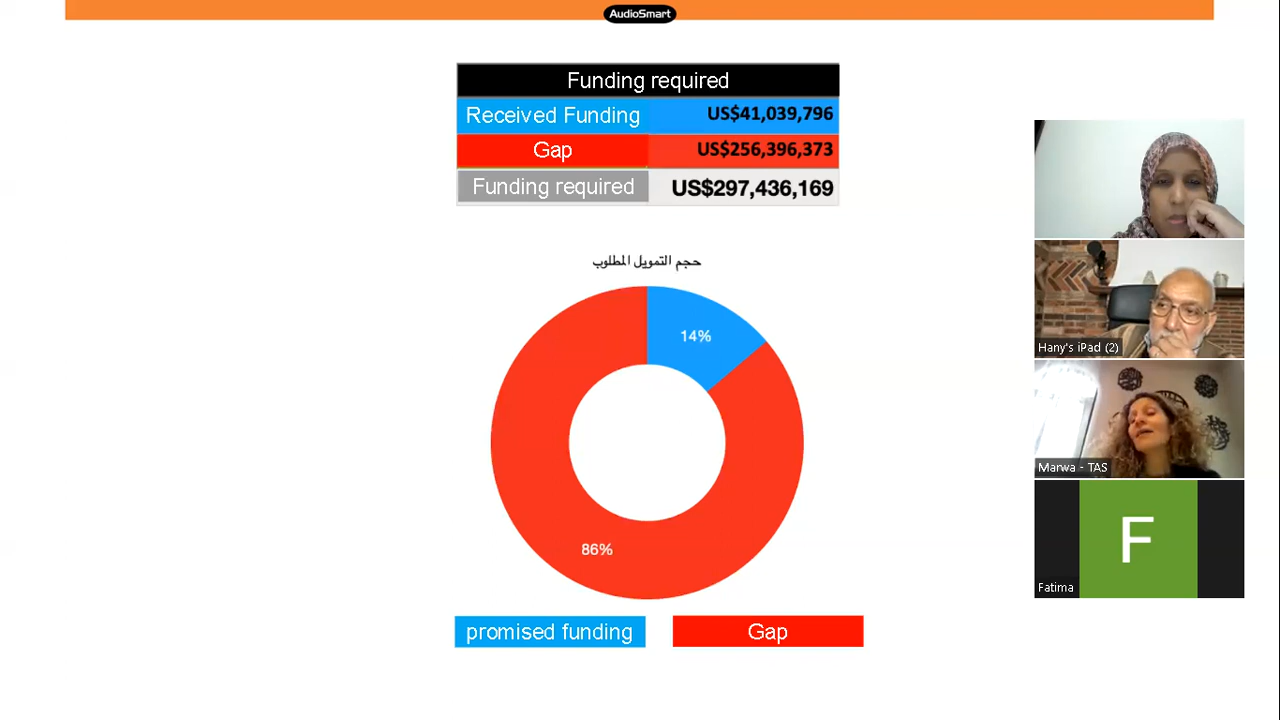 AudioSmart
Funding required
Received Funding US$41,039,796
Gap US$256,396,373
Funding required US$297,436,169
حجم التمويل المطلوب
14%
86%
promised funding Gap
Hany's iPad (2)
Marwa - TAS
F
Fatima